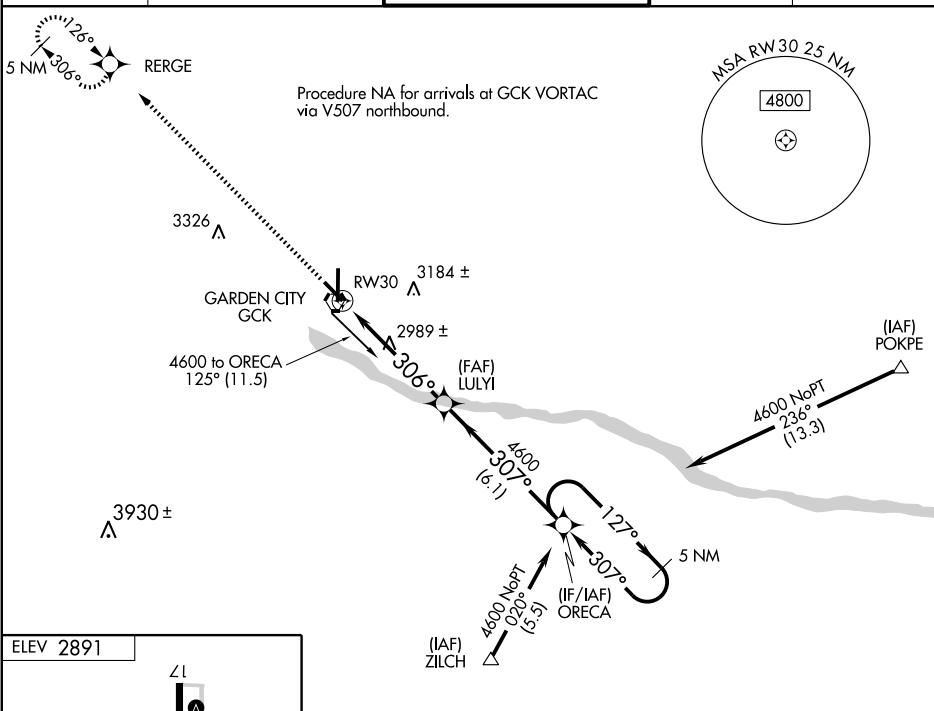 126°
306°
5 NM
RERGE
Procedure NA for arrivals at GCK VORTAC
via V507 northbound.
MSA RW30 25 NM
4800
3326
RW30
3184 ±
GARDEN CITY
GCK
2989 ±
4600 to ORECA
125° (11.5)
306°
(FAF)
LULYI
(IAF)
POKPE
4600 NoPT
236°
(13.3)
4600
307°
(6.1)
3930 ±
127°
307°
5 NM
(IF/IAF)
ORECA
4600 NoPT
020°
(5.5)
(IAF)
ZILCH
ELEV 2891
17
A